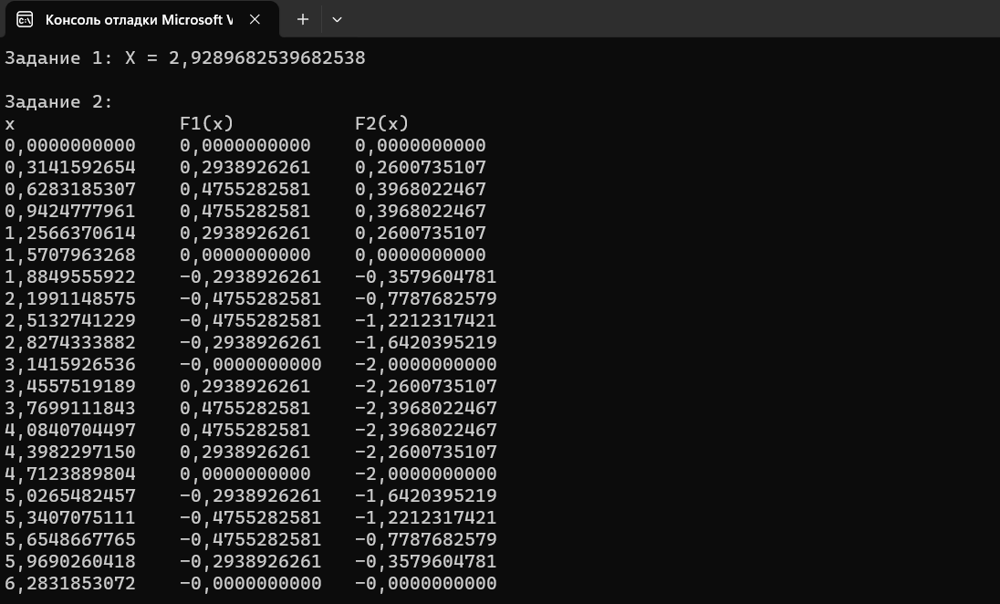 Консоль отладки Microsoft V
Задание 1: X = 2,9289682539682538
Задание 2:
x F1(x) F2(x)
0,0000000000 0,0000000000 0,0000000000
0,3141592654 0,2938926261 0,2600735107
0,6283185307 0,4755282581 0,3968022467
0,9424777961 0,4755282581 0,3968022467
1,2566370614 0,2938926261 0,2600735107
1,5707963268 0,0000000000 0,0000000000
1,8849555922 -0,2938926261 -0,3579604781
2,1991148575 -0,4755282581 -0,7787682579
2,5132741229 -0,4755282581 -1,2212317421
2,8274333882 -0,2938926261 -1,6420395219
3,1415926536 -0,0000000000 -2,0000000000
3,4557519189 0,2938926261 -2,2600735107
3,7699111843 0,4755282581 -2,3968022467
4,0840704497 0,4755282581 -2,3968022467
4,3982297150 0,2938926261 -2,2600735107
4,7123889804 0,0000000000 -2,0000000000
5,0265482457 -0,2938926261 -1,6420395219
5,3407075111 -0,4755282581 -1,2212317421
5,6548667765 -0,4755282581 -0,7787682579
5,9690260418 -0,2938926261 -0,3579604781
6,2831853072 -0,0000000000 -0,0000000000